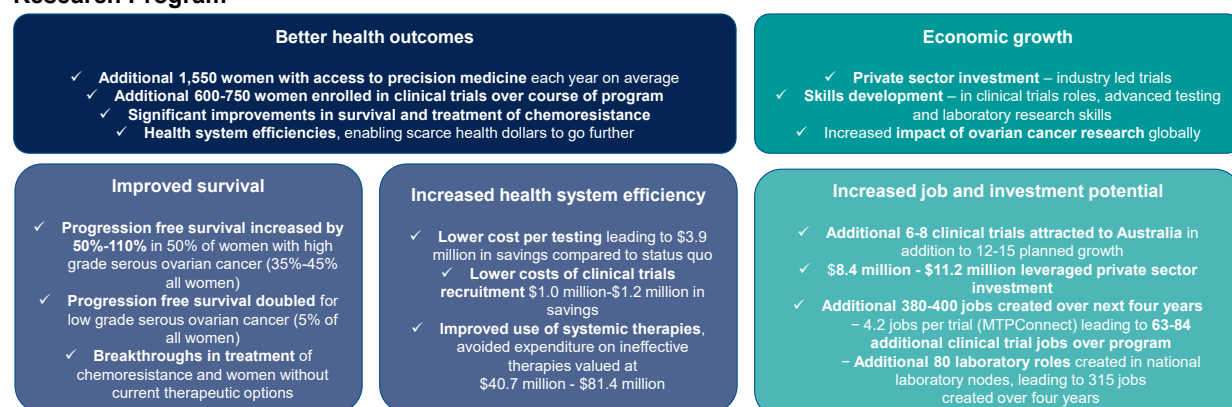 Research Program
Better health outcomes
✓ Additional 1,550 women with access to precision medicine each year on average
✓ Additional 600-750 women enrolled in clinical trials over course of program
✓ Significant improvements in survival and treatment of chemoresistance
✓ Health system efficiencies, enabling scarce health dollars to go further
Economic growth
✓ Private sector investment – industry led trials
✓ Skills development – in clinical trials roles, advanced testing
and laboratory research skills
✓ Increased impact of ovarian cancer research globally
Improved survival
✓ Progression free survival increased by
50%-110% in 50% of women with high
grade serous ovarian cancer (35%-45%
all women)
✓ Progression free survival doubled for
low grade serous ovarian cancer (5% of
all women)
✓ Breakthroughs in treatment of
chemoresistance and women without
current therapeutic options
Increased health system efficiency
✓ Lower cost per testing leading to $3.9
million in savings compared to status quo
✓ Lower costs of clinical trials
recruitment $1.0 million-$1.2 million in
savings
✓ Improved use of systemic therapies,
avoided expenditure on ineffective
therapies valued at
$40.7 million - $81.4 million
Increased job and investment potential
✓ Additional 6-8 clinical trials attracted to Australia in
addition to 12-15 planned growth
✓ $8.4 million - $11.2 million leveraged private sector
investment
✓ Additional 380-400 jobs created over next four years
− 4.2 jobs per trial (MTPConnect) leading to 63-84
additional clinical trial jobs over program
− Additional 80 laboratory roles created in national
laboratory nodes, leading to 315 jobs
created over four years